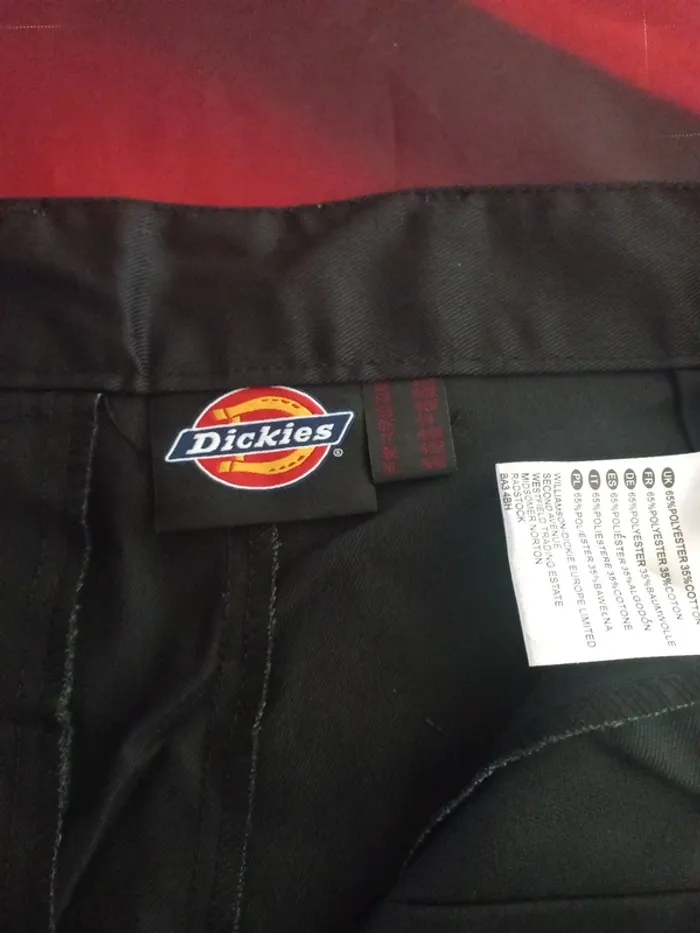 Dickies
®
UK 65%POLYESTER 35%COTTON
FR 65%POLYESTER 35%COTON
DE 65%POLYESTER 35%BAUMWOLLE
ES 65%POLIÉSTER 35%ALGODÓN
IT 65%POLIESTERE 35%COTONE
PL 65%POLIESTER 35%BAWEŁNA
WILLIAMSON-DICKIE EUROPE LIMITED
SECOND AVENUE
WESTFIELD TRADING ESTATE
MIDSOMER NORTON
RADSTOCK
BA3 4BH